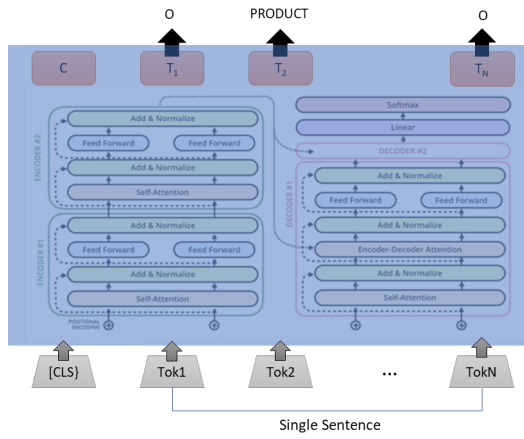 O PRODUCT O
C T1 T2 TN
Softmax
Add & Normalize Linear
ENCODER #2
Feed Forward Feed Forward DECODER #2
Add & Normalize Add & Normalize
Self-Attention Feed Forward Feed Forward
DECODER #1
Add & Normalize Add & Normalize
ENCODER #1
Feed Forward Feed Forward Encoder-Decoder Attention
Add & Normalize Add & Normalize
Self-Attention Self-Attention
POSITIONAL
ENCODING
[CLS} Tok1 Tok2 ... TokN
Single Sentence